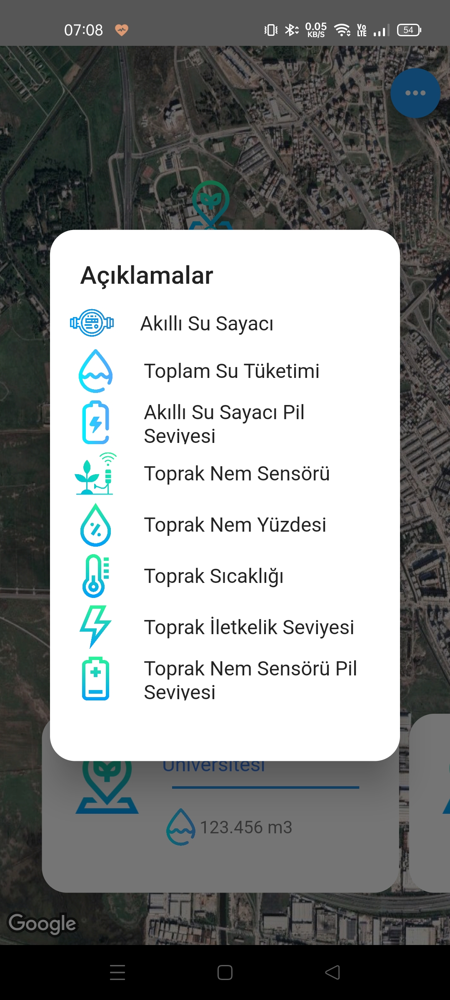 07:08
0.05
KB/S
Vo
LTE
54
Açıklamalar
Akıllı Su Sayacı
Toplam Su Tüketimi
Akıllı Su Sayacı Pil
Seviyesi
Toprak Nem Sensörü
Toprak Nem Yüzdesi
Toprak Sıcaklığı
Toprak İletkelik Seviyesi
Toprak Nem Sensörü Pil
Seviyesi
Üniversitesi
123.456 m3
Google